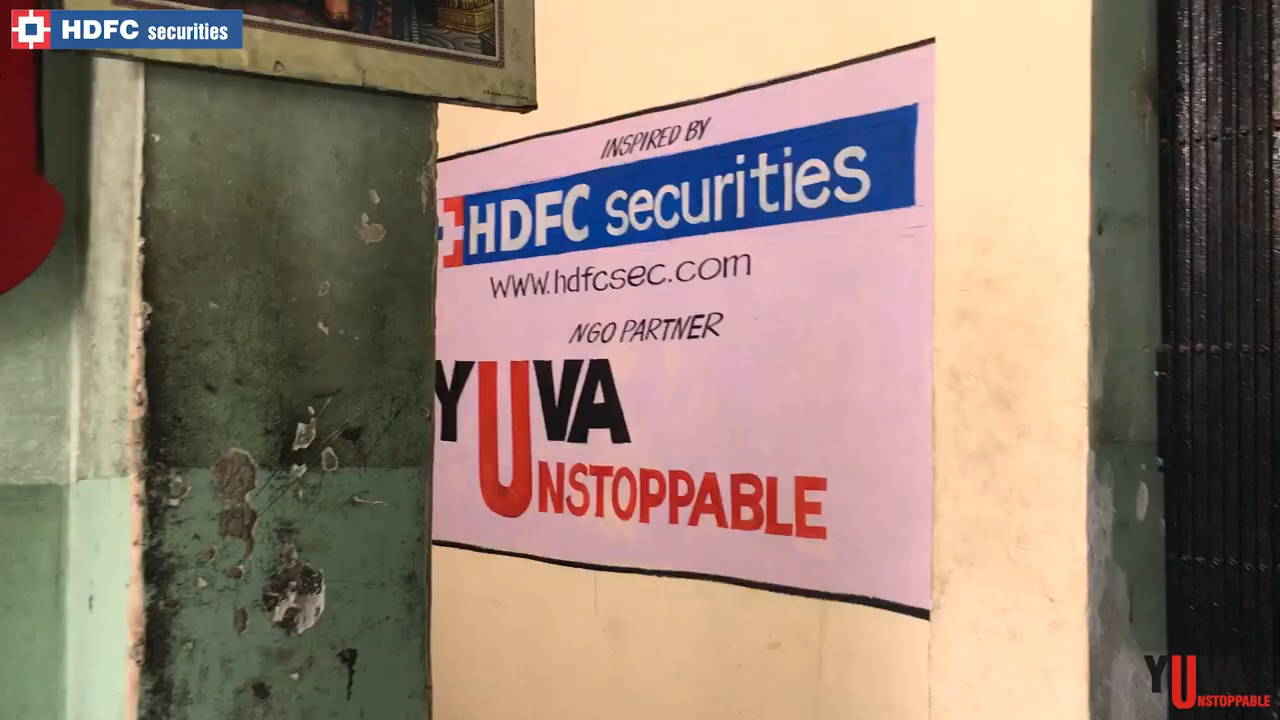 HDFC securities
INSPIRED BY
HDFC securities
www.hdfcsec.com
NGO PARTNER
YUVA
UNSTOPPABLE
YUVA
UNSTOPPABLE